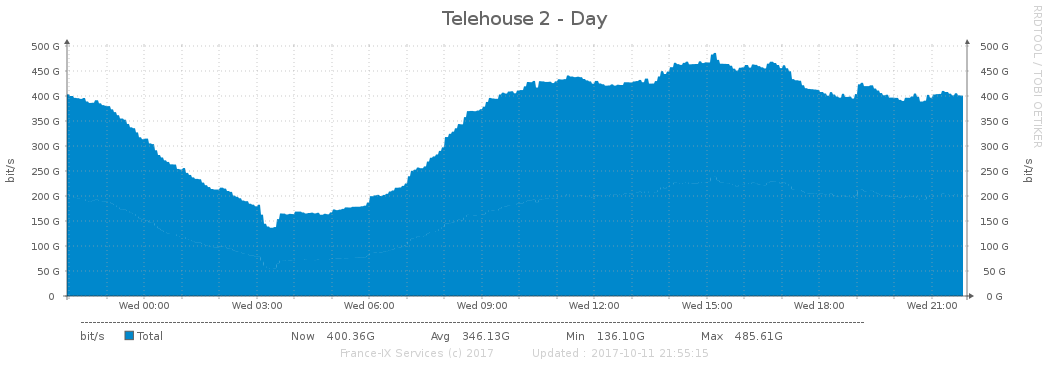 Telehouse 2 - Day
RRDTOOL / TOBI OETIKER
bit/s
500 G 500 G
450 G 450 G
400 G 400 G
350 G 350 G
300 G 300 G
250 G 250 G
200 G 200 G
150 G 150 G
100 G 100 G
50 G 50 G
0 0 G
bit/s
Wed 00:00 Wed 03:00 Wed 06:00 Wed 09:00 Wed 12:00 Wed 15:00 Wed 18:00 Wed 21:00
bit/s Total Now 400.36G Avg 346.13G Min 136.10G Max 485.61G
France-IX Services (c) 2017 Updated : 2017-10-11 21:55:15